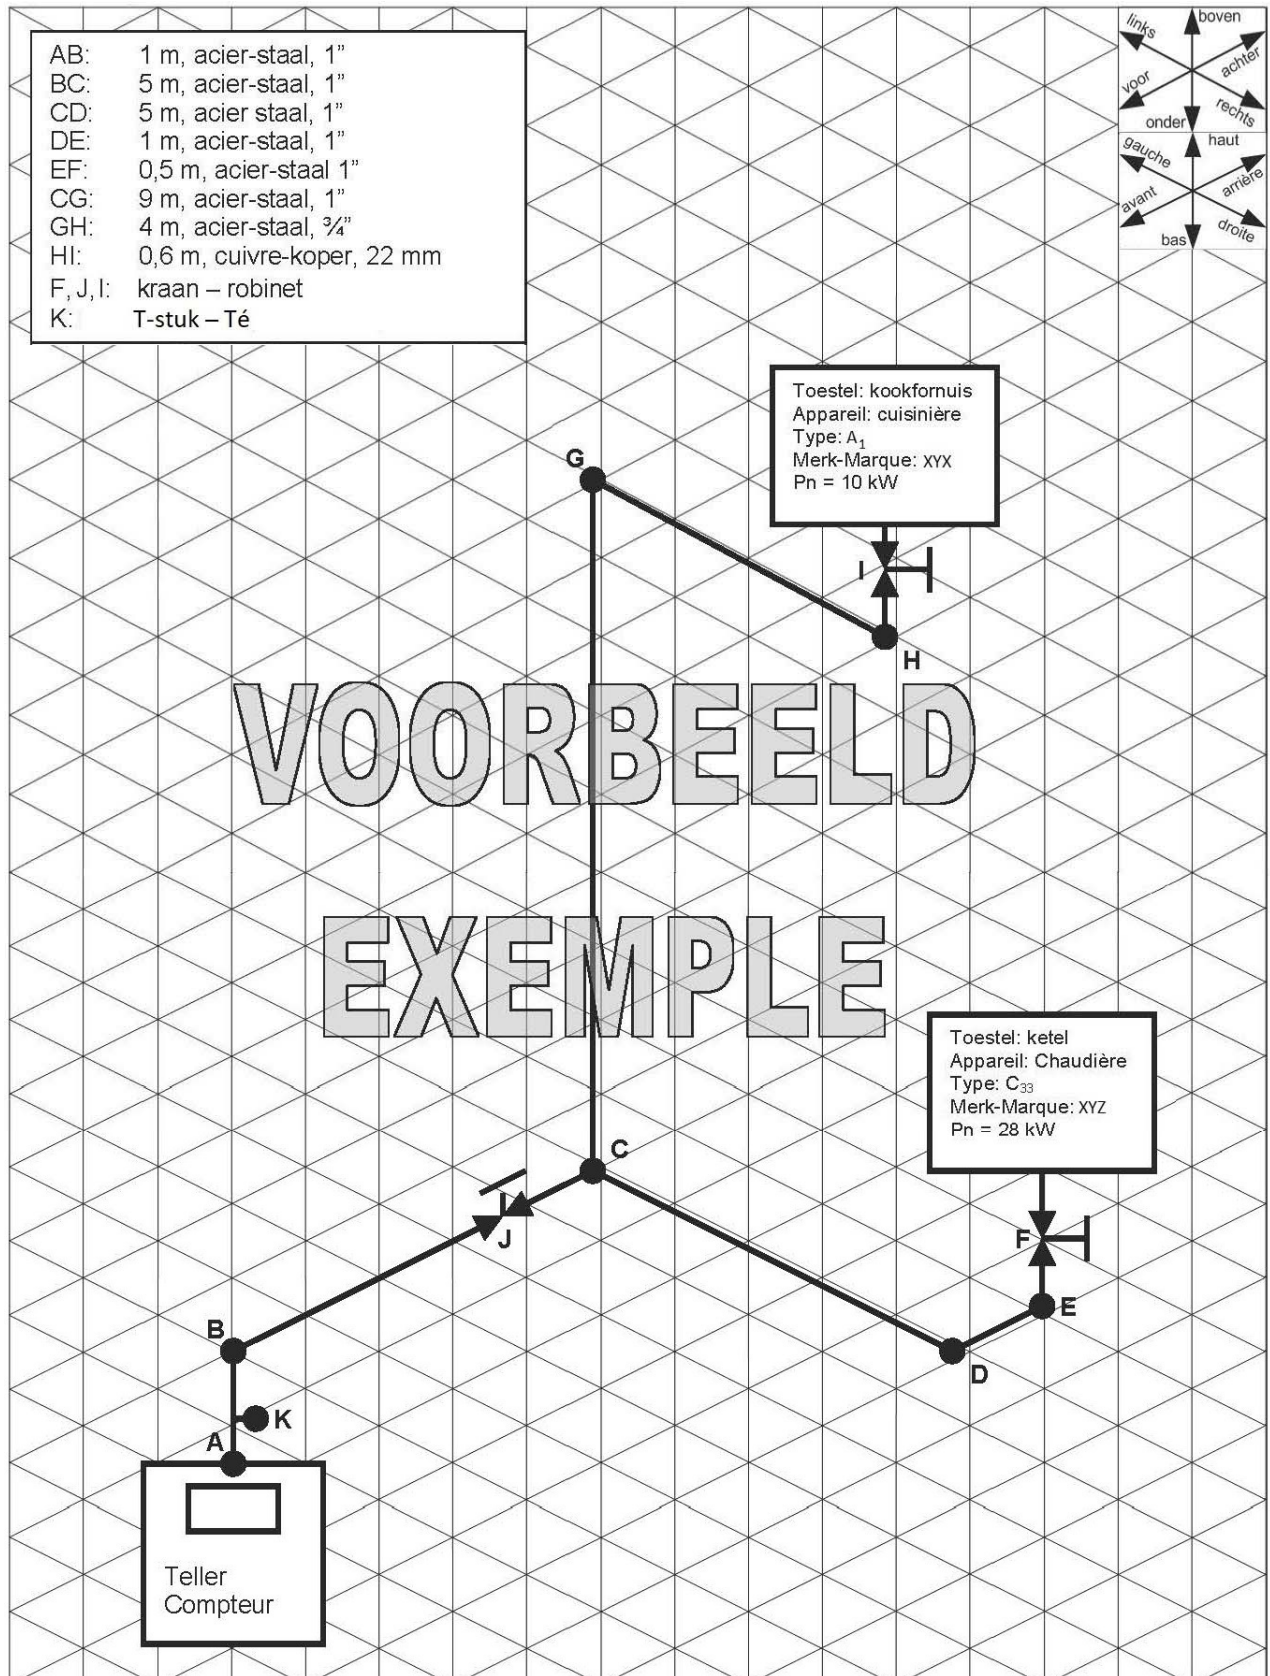 AB: 1 m, acier-staal, 1”
BC: 5 m, acier-staal, 1”
CD: 5 m, acier staal, 1”
DE: 1 m, acier-staal, 1”
EF: 0,5 m, acier-staal 1”
CG: 9 m, acier-staal, 1”
GH: 4 m, acier-staal, ¾”
HI: 0,6 m, cuivre-koper, 22 mm
F, J,I: kraan – robinet
K: T-stuk – Té
boven
links
achter
voor
rechts
onder
haut
gauche
arrière
avant
droite
bas
Toestel: kookfornuis
Appareil: cuisinière
Type: A₁
Merk-Marque: XYX
Pn = 10 kW
G
I
H
VOORBEELD
EXEMPLE
Toestel: ketel
Appareil: Chaudière
Type: C₃₃
Merk-Marque: XYZ
Pn = 28 kW
C
J
F
E
B
D
K
A
Teller
Compteur